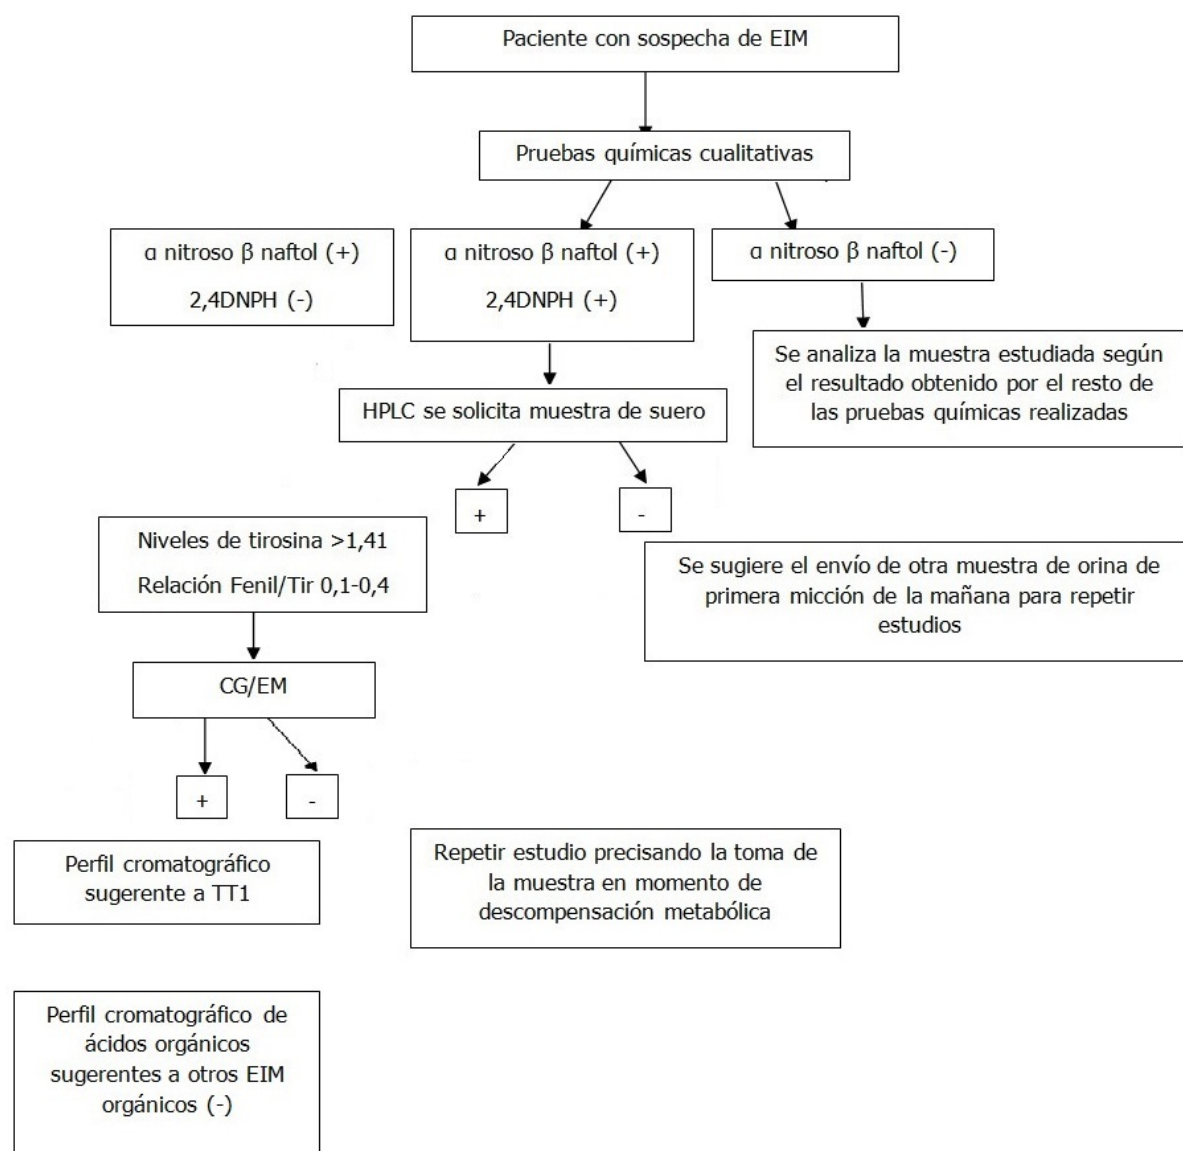 Paciente con sospecha de EIM
Pruebas químicas cualitativas
α nitroso β naftol (+)
2,4DNPH (-)
α nitroso β naftol (+)
2,4DNPH (+)
α nitroso β naftol (-)
Se analiza la muestra estudiada según
el resultado obtenido por el resto de
las pruebas químicas realizadas
HPLC se solicita muestra de suero
+
-
Niveles de tirosina >1,41
Relación Fenil/Tir 0,1-0,4
Se sugiere el envío de otra muestra de orina de
primera micción de la mañana para repetir
estudios
CG/EM
+
-
Perfil cromatográfico
sugerente a TT1
Repetir estudio precisando la toma de
la muestra en momento de
descompensación metabólica
Perfil cromatográfico de
ácidos orgánicos
sugerentes a otros EIM
orgánicos (-)